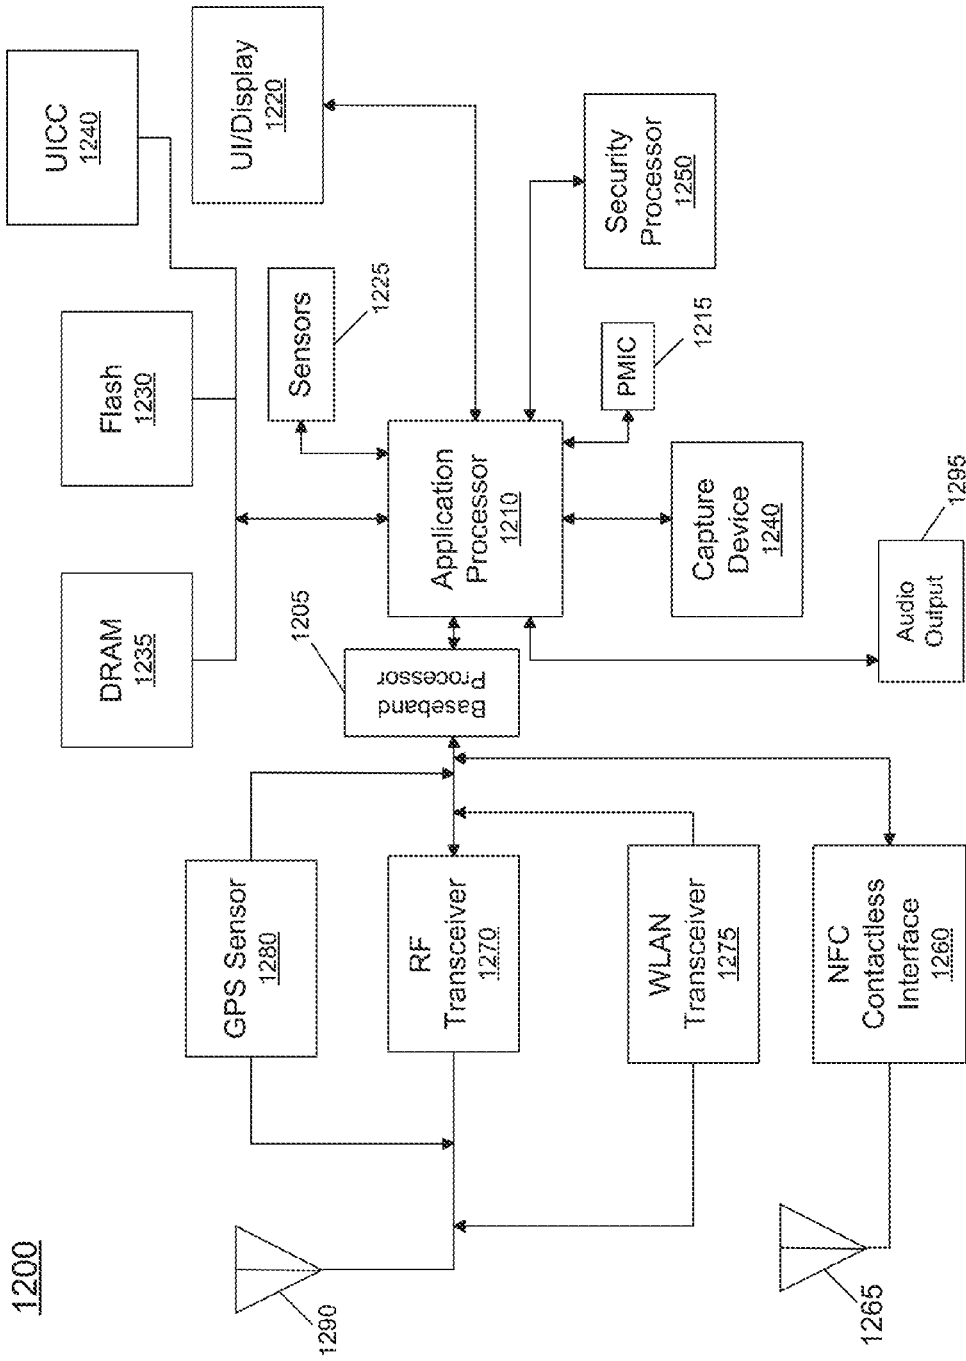 1200
UICC
1240
UI/Display
1220
Flash
1230
Sensors
1225
Security
Processor
1250
DRAM
1235
1205
Baseband
Processor
Application
Processor
1210
PMIC
1215
Capture
Device
1240
Audio
Output
1295
GPS Sensor
1280
RF
Transceiver
1270
WLAN
Transceiver
1275
NFC
Contactless
Interface
1260
1290
1265